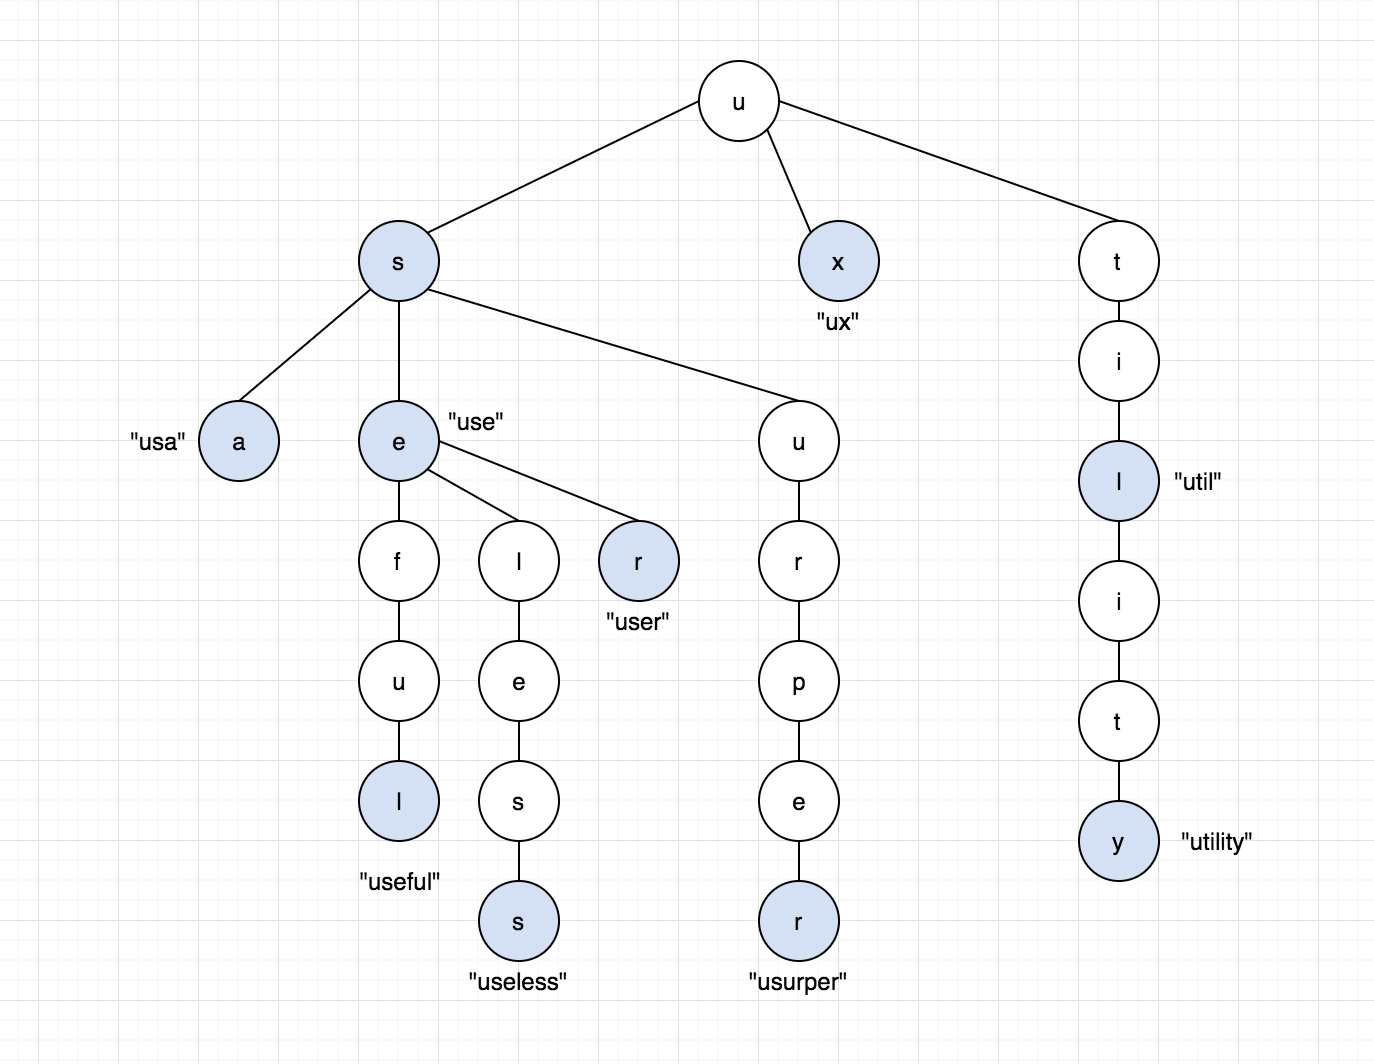 u
s
x
t
"ux"
i
a
"usa"
e
"use"
u
l
"util"
f
l
r
r
"user"
i
u
e
p
t
l
s
e
y
"utility"
"useful"
s
r
"useless"
"usurper"